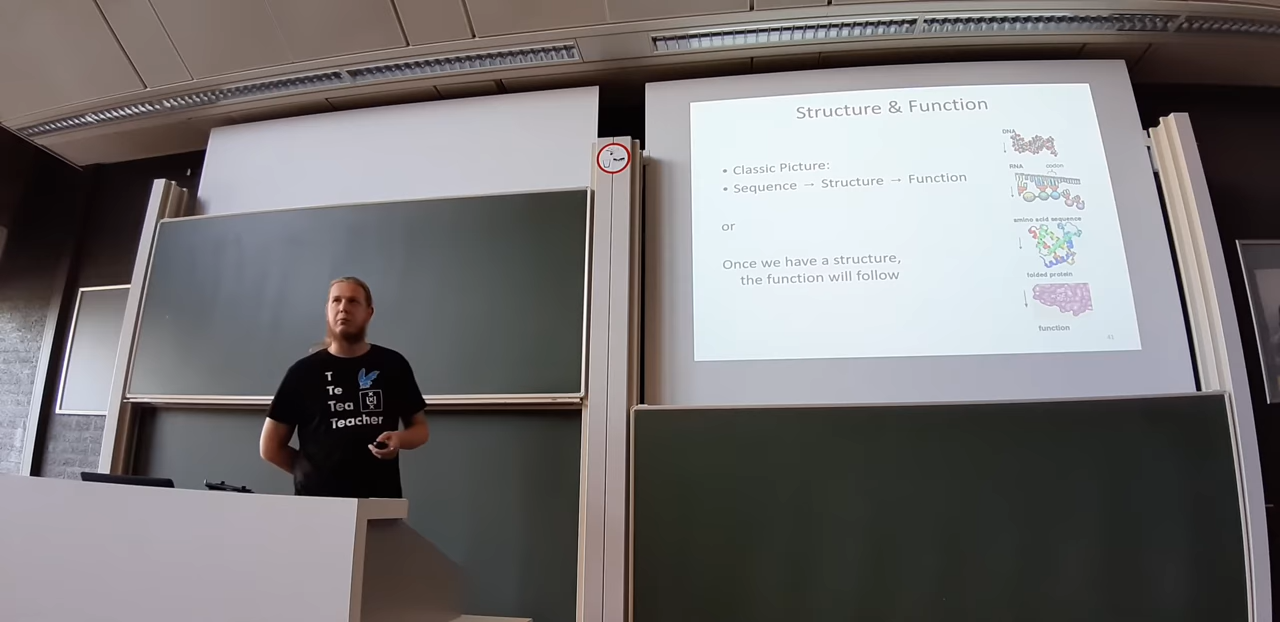 Structure & Function
• Classic Picture:
• Sequence → Structure → Function
or
Once we have a structure,
the function will follow
DNA
RNA codon
amino acid sequence
folded protein
function
T
Te
Tea
Teacher